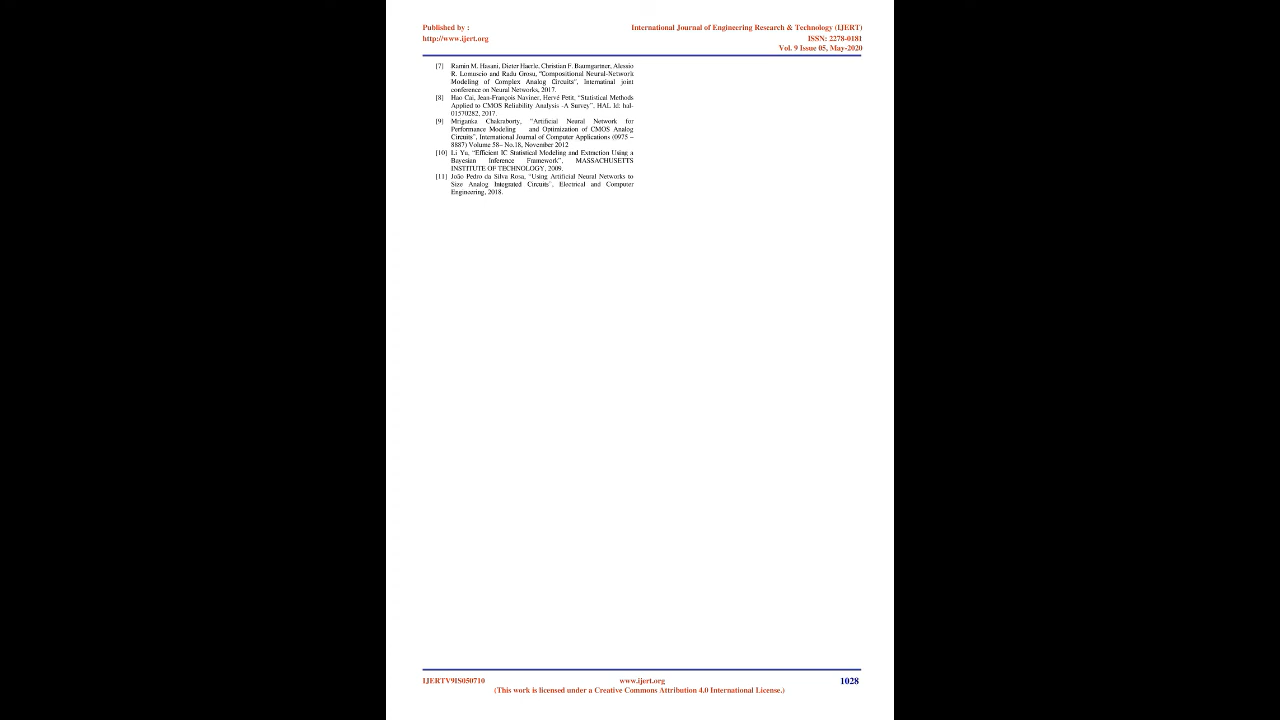 Published by :
International Journal of Engineering Research & Technology (IJERT)
http://www.ijert.org
ISSN: 2278-0181
Vol. 9 Issue 05, May-2020
[7] Ramin M. Hasani, Dieter Haerle, Christian F. Baumgartner, Alessio
R. Lomuscio and Radu Grosu, “Compositional Neural-Network
Modeling of Complex Analog Circuits”, Internatinal joint
conference on Neural Networks, 2017.
[8] Hao Cai, Jean-François Naviner, Hervé Petit, “Statistical Methods
Applied to CMOS Reliability Analysis -A Survey”, HAL Id: hal-
01570282, 2017.
[9] Mriganka Chakraborty, “Artificial Neural Network for
Performance Modeling and Optimization of CMOS Analog
Circuits”, International Journal of Computer Applications (0975 –
8887) Volume 58– No.18, November 2012
[10] Li Yu, “Efficient IC Statistical Modeling and Extraction Using a
Bayesian Inference Framework”, MASSACHUSETTS
INSTITUTE OF TECHNOLOGY, 2009.
[11] João Pedro da Silva Rosa, “Using Artificial Neural Networks to
Size Analog Integrated Circuits”, Electrical and Computer
Engineering, 2018.
IJERTV9IS050710
www.ijert.org
1028
(This work is licensed under a Creative Commons Attribution 4.0 International License.)